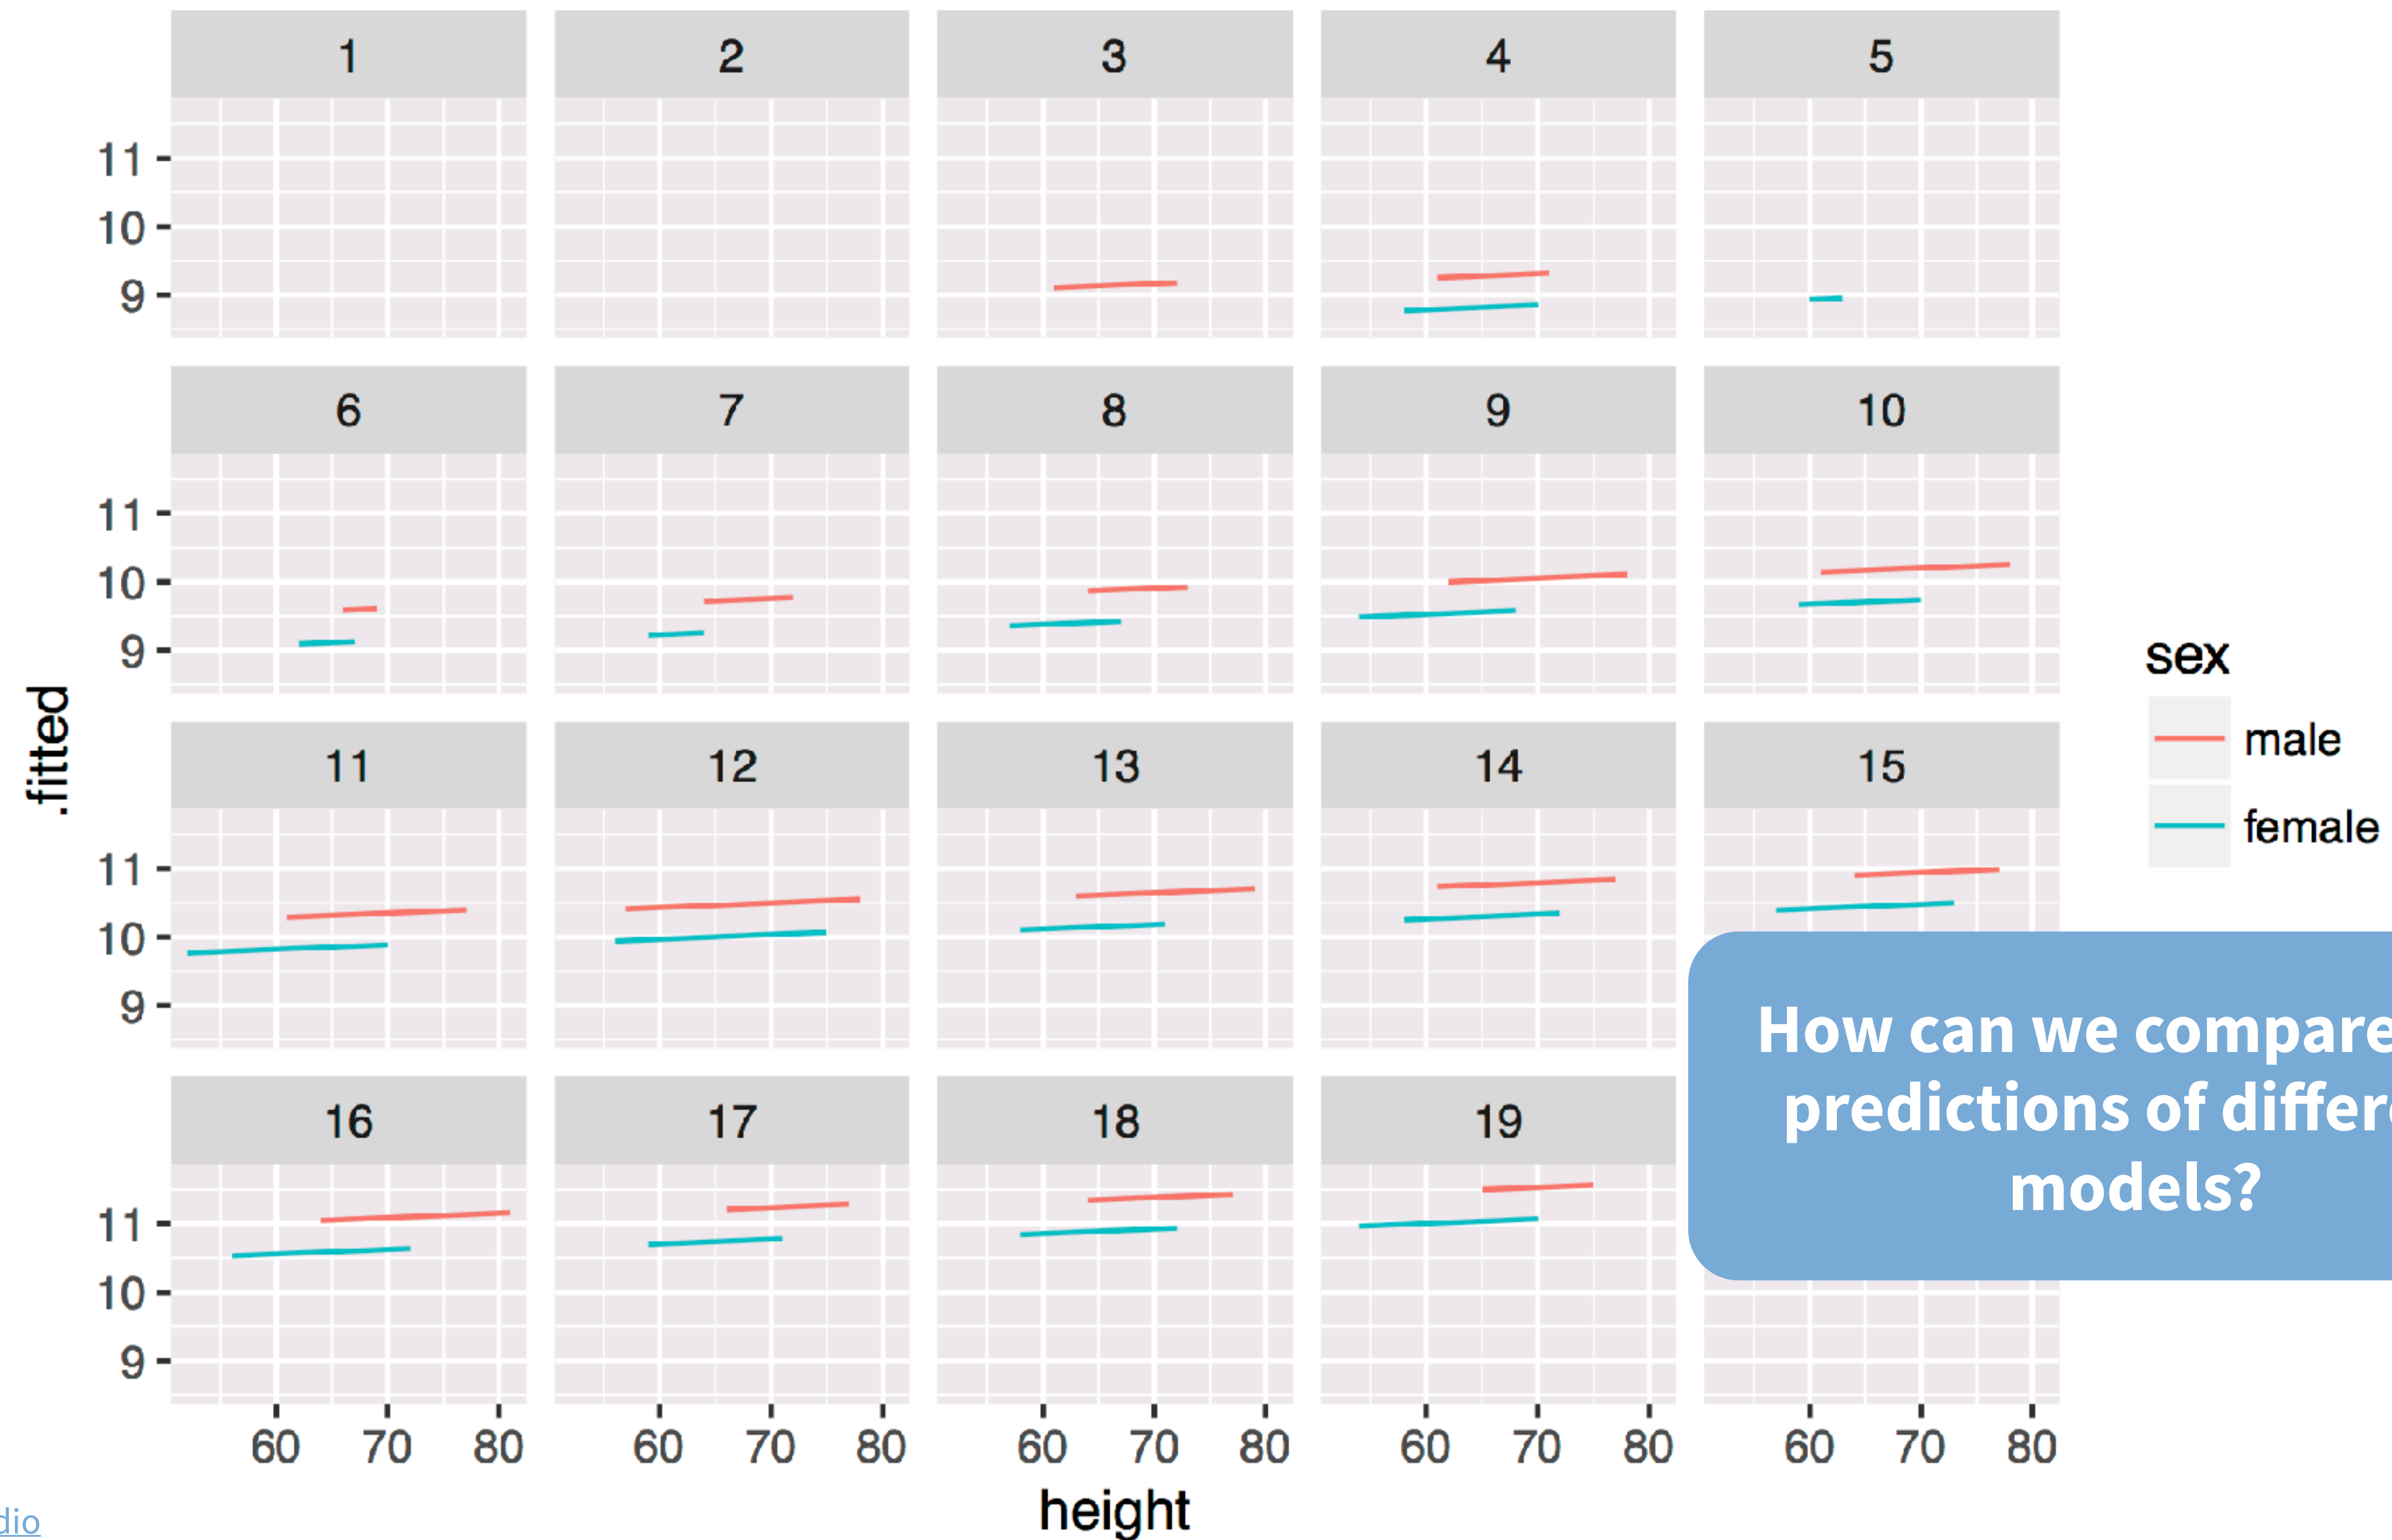 1 2 3 4 5
11
10
9
6 7 8 9 10
11
10
9
.fitted
sex
male
female
11 12 13 14 15
11
10
9
How can we compare
predictions of differ
models?
16 17 18 19
11
10
9
60 70 80 60 70 80 60 70 80 60 70 80 60 70 80
height
dio